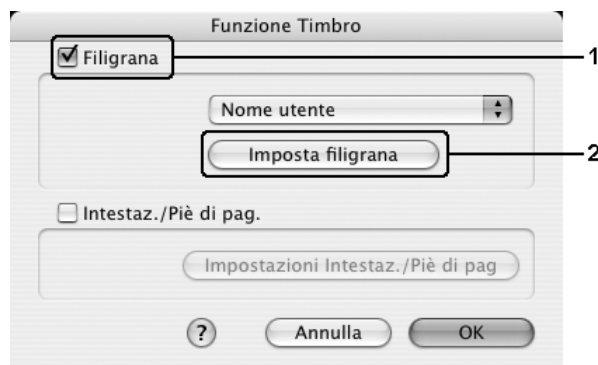 Funzione Timbro
Filigrana
1
Nome utente
Imposta filigrana
2
Intestaz./Piè di pag.
Impostazioni Intestaz./Piè di pag
?
Annulla
OK